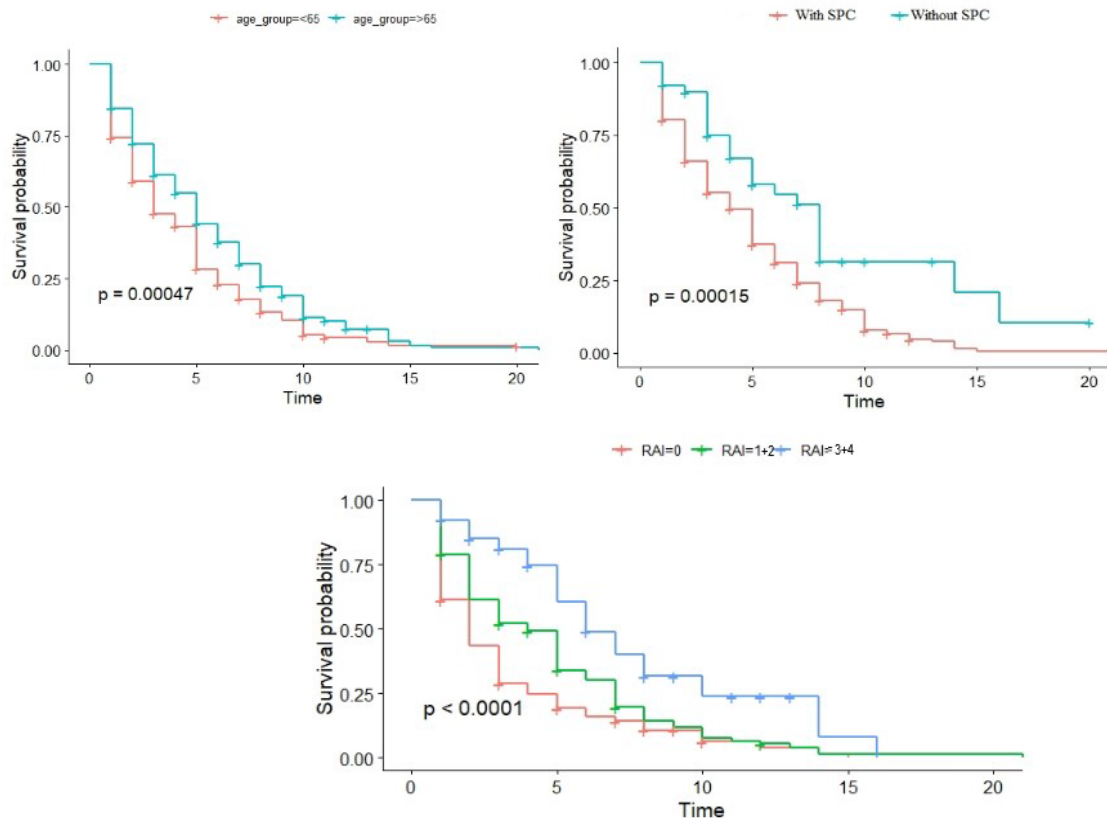 age_group=<65 age_group=>65
1.00
0.75
0.50
0.25
0.00
Survival probability
p = 0.00047
0 5 10 15 20
Time
With SPC Without SPC
1.00
0.75
0.50
0.25
0.00
Survival probability
p = 0.00015
0 5 10 15 20
Time
RAI=0 RAI=1+2 RAI=3+4
1.00
0.75
0.50
0.25
0.00
Survival probability
p < 0.0001
0 5 10 15 20
Time